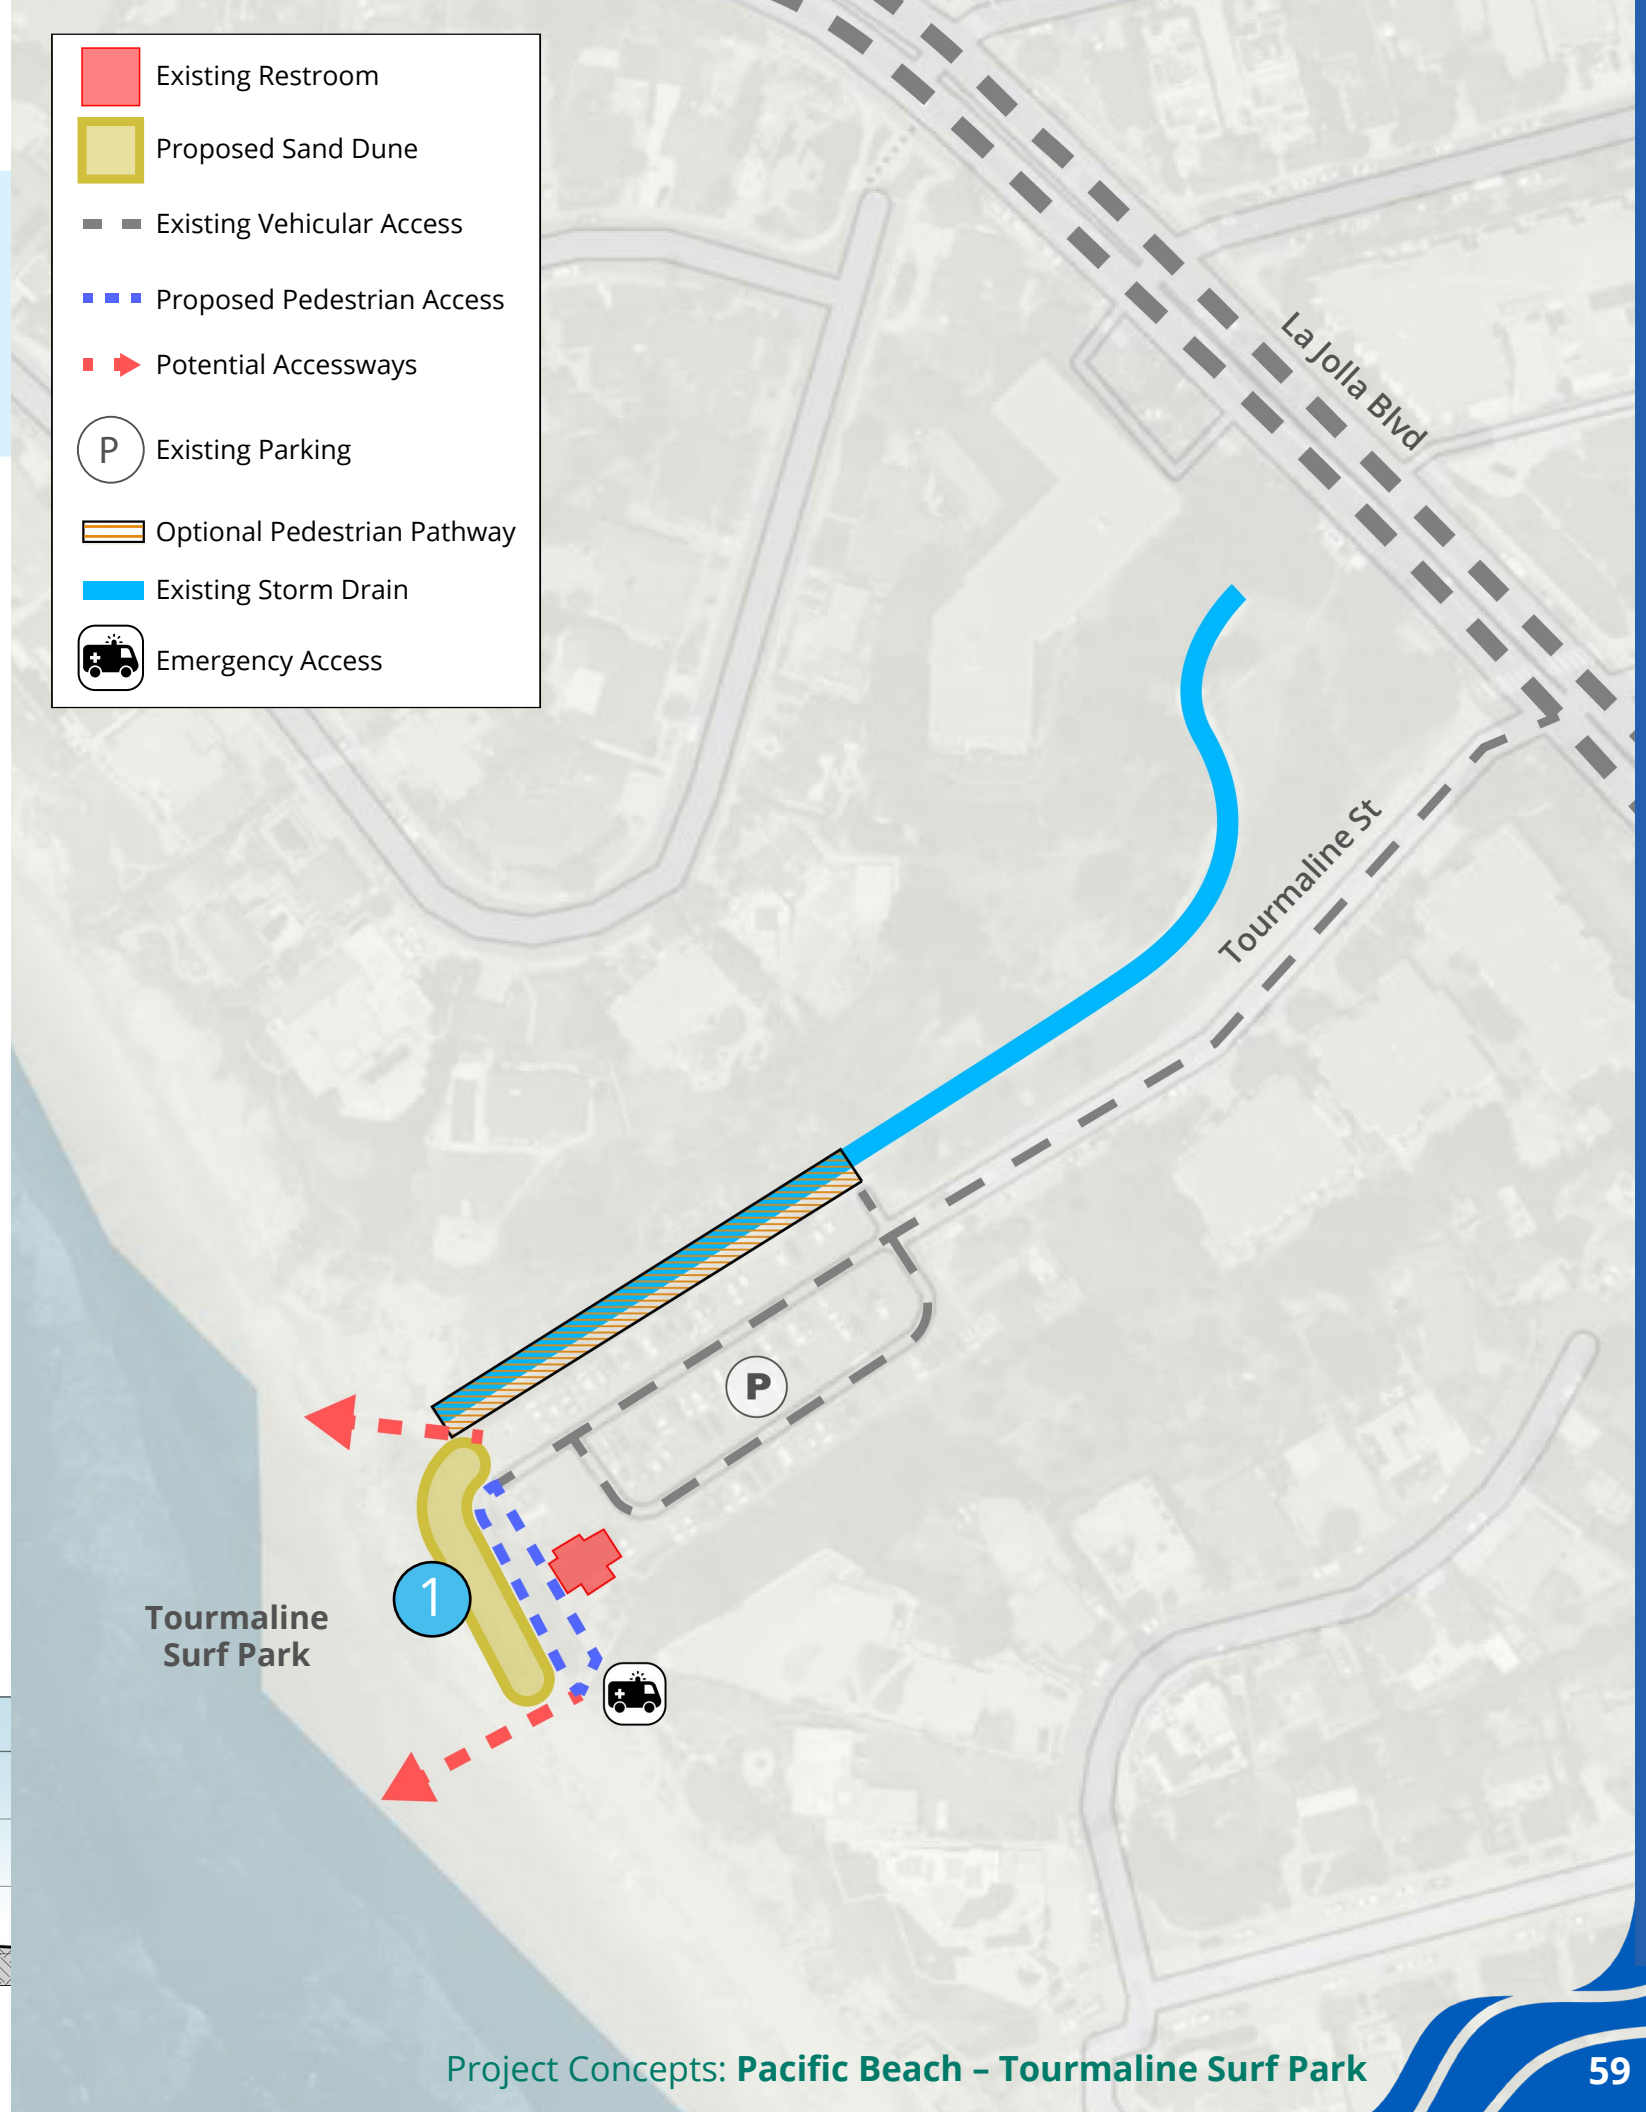 Existing Restroom
Proposed Sand Dune
Existing Vehicular Access
Proposed Pedestrian Access
Potential Accessways
P Existing Parking
Optional Pedestrian Pathway
Existing Storm Drain
Emergency Access
La Jolla Blvd
Tourmaline St
P
1
Tourmaline
Surf Park
Project Concepts: Pacific Beach – Tourmaline Surf Park
59